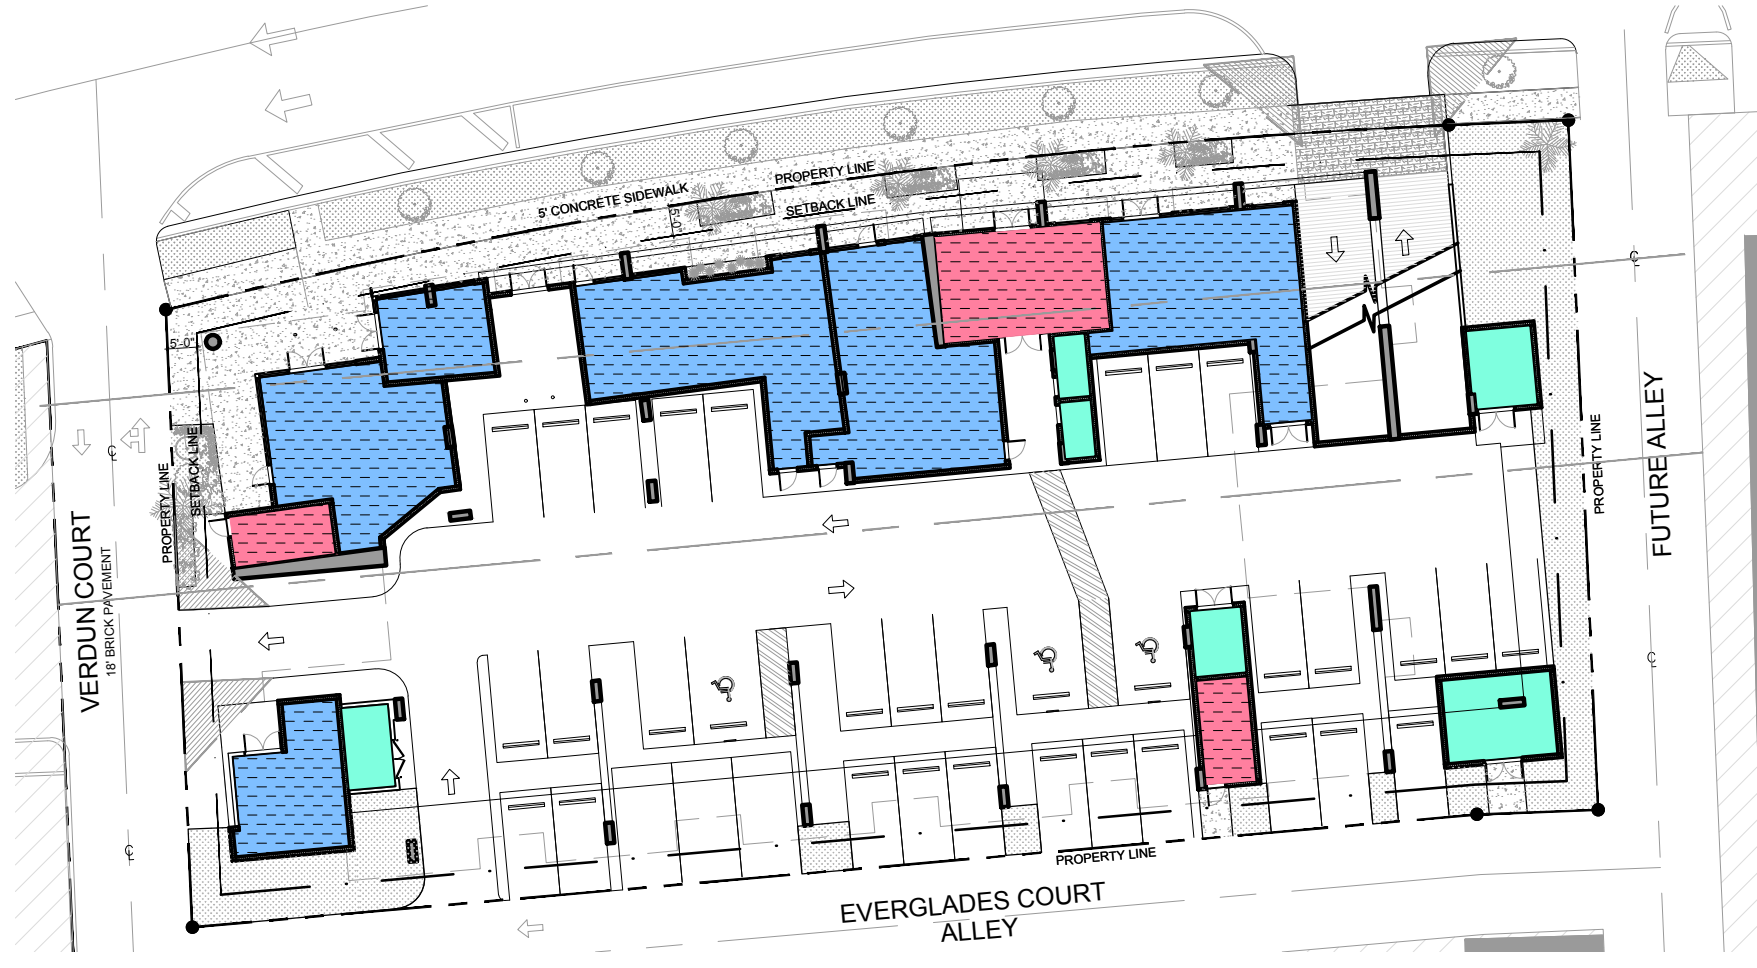 PROPERTY LINE
5' CONCRETE SIDEWALK
SETBACK LINE
5'-0"
5'-0"
PROPERTY LINE
SETBACK LINE
VERDUN COURT
18' BRICK PAVEMENT
PROPERTY LINE
FUTURE ALLEY
PROPERTY LINE
EVERGLADES COURT
ALLEY